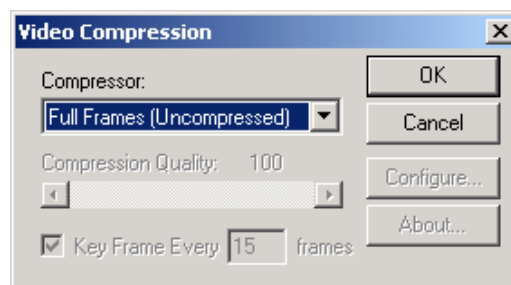 Video Compression
Compressor:
Full Frames (Uncompressed)
Compression Quality: 100
Key Frame Every 15 frames
OK
Cancel
Configure...
About...